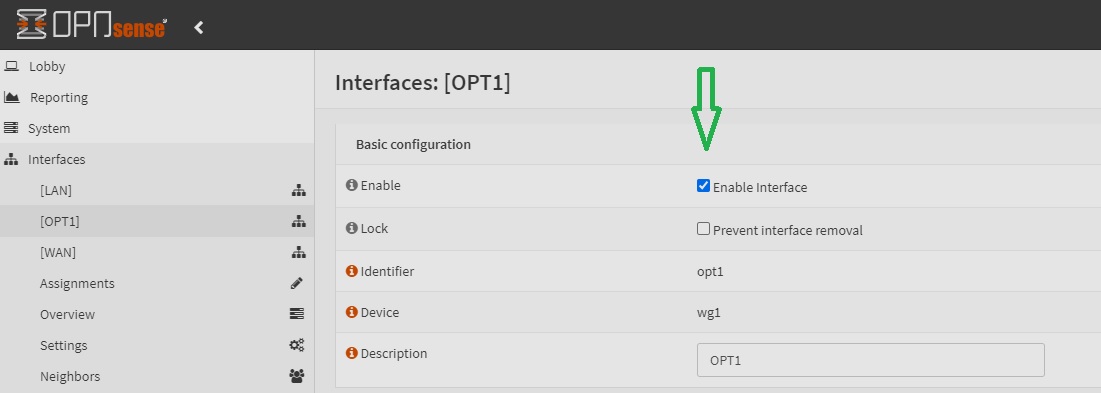 OPNsense
Lobby
Reporting
System
Interfaces
[LAN]
[OPT1]
[WAN]
Assignments
Overview
Settings
Neighbors
Interfaces: [OPT1]
Basic configuration
Enable
Enable Interface
Lock
Prevent interface removal
Identifier
opt1
Device
wg1
Description
OPT1